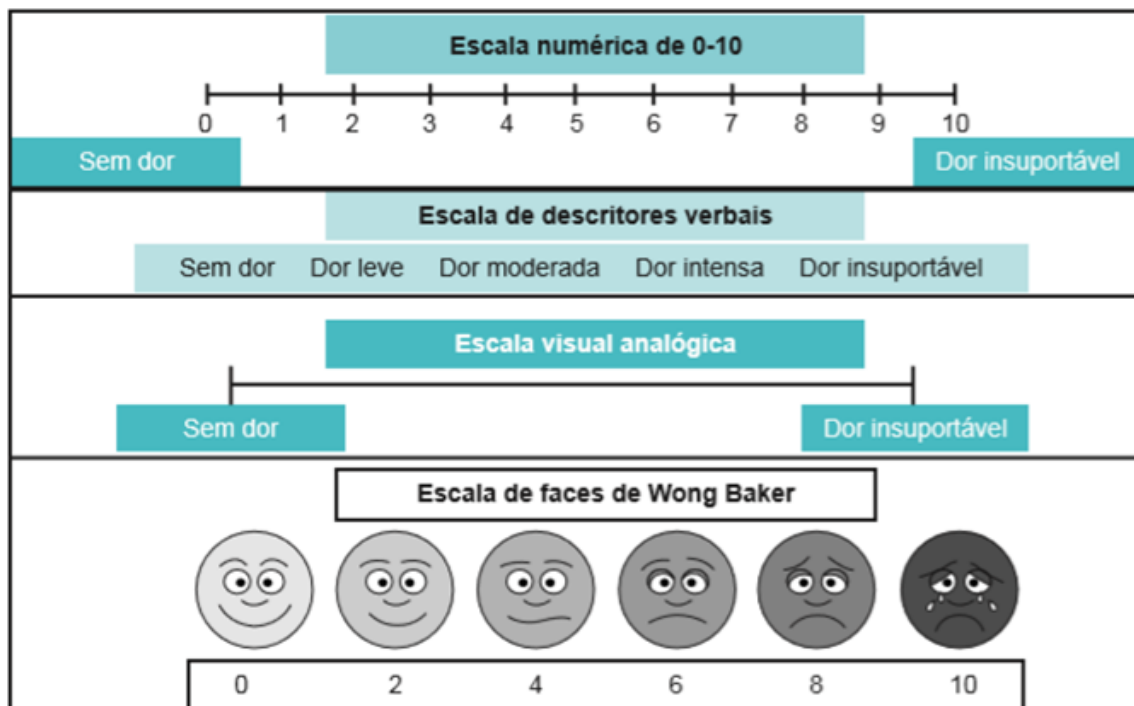 Escala numérica de 0-10
0 1 2 3 4 5 6 7 8 9 10
Sem dor Dor insuportável
Escala de descritores verbais
Sem dor Dor leve Dor moderada Dor intensa Dor insuportável
Escala visual analógica
Sem dor Dor insuportável
Escala de faces de Wong Baker
0 2 4 6 8 10